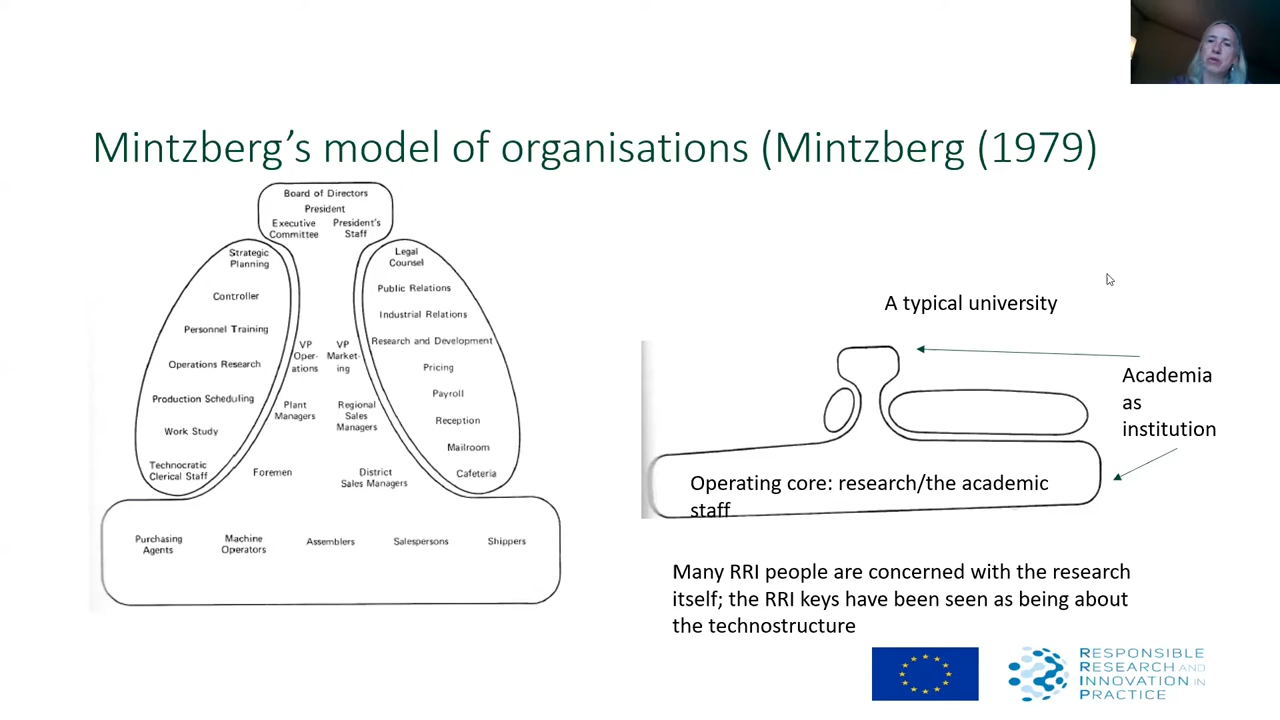 Mintzberg's model of organisations (Mintzberg (1979)
Board of Directors
President
Executive
Committee
President's
Staff
Strategic
Planning
Controller
Personnel Training
Operations Research
Production Scheduling
Work Study
Technocratic
Clerical Staff
VP
Oper-
ations
VP
Market-
ing
Plant
Managers
Regional
Sales
Managers
Foremen
District
Sales Managers
Legal
Counsel
Public Relations
Industrial Relations
Research and Development
Pricing
Payroll
Reception
Mailroom
Cafeteria
Purchasing
Agents
Machine
Operators
Assemblers
Salespersons
Shippers
A typical university
Academia
as
institution
Operating core: research/the academic
staff
Many RRI people are concerned with the research
itself; the RRI keys have been seen as being about
the technostructure
RESPONSIBLE
RESEARCH AND
INNOVATION IN
PRACTICE